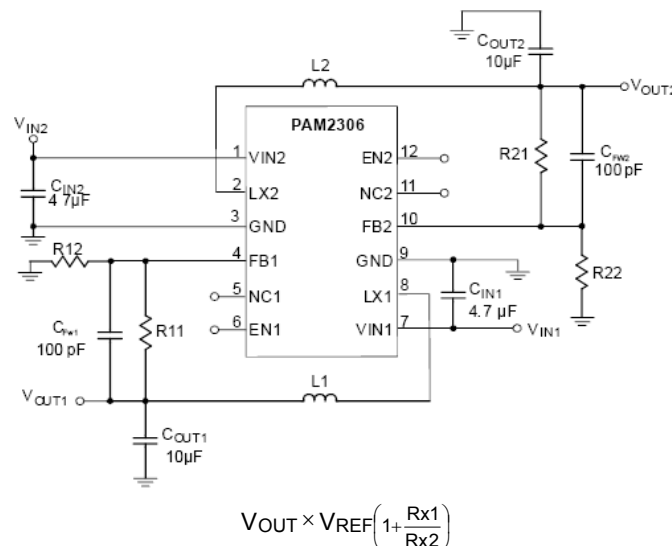 COUT2
10µF
L2
VOUT2
VIN2
PAM2306
1
VIN2
EN2
12
R21
CFW2
100 pF
CIN2
4.7µF
2
LX2
NC2
11
3
GND
FB2
10
R12
4
FB1
GND
9
R22
5
NC1
LX1
8
CIN1
4.7 µF
CFW1
100 pF
R11
6
EN1
VIN1
7
VIN1
VOUT1
L1
COUT1
10µF
VOUT × VREF(1+Rx1/Rx2)